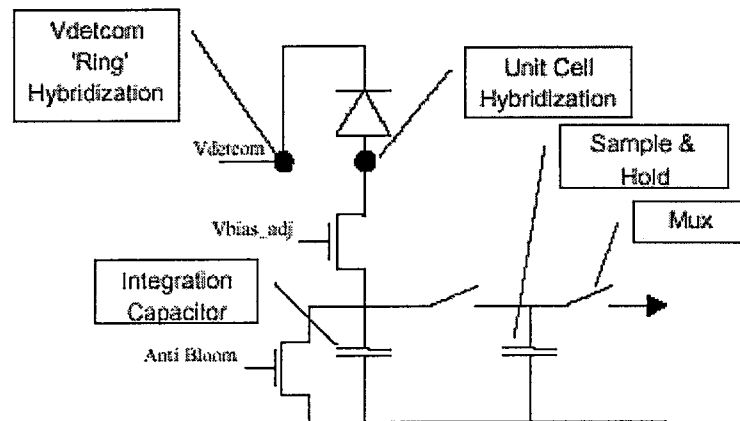 Vdetcom
'Ring'
Hybridization
Unit Cell
Hybridization
Vdetcom
Sample &
Hold
Vbias_adj
Mux
Integration
Capacitor
Anti Bloom